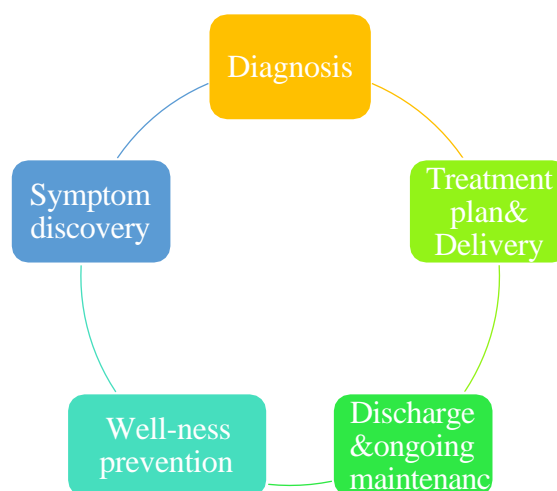 Diagnosis
Treatment
plan&
Delivery
Discharge
&ongoing
maintenanc
Well-ness
prevention
Symptom
discovery